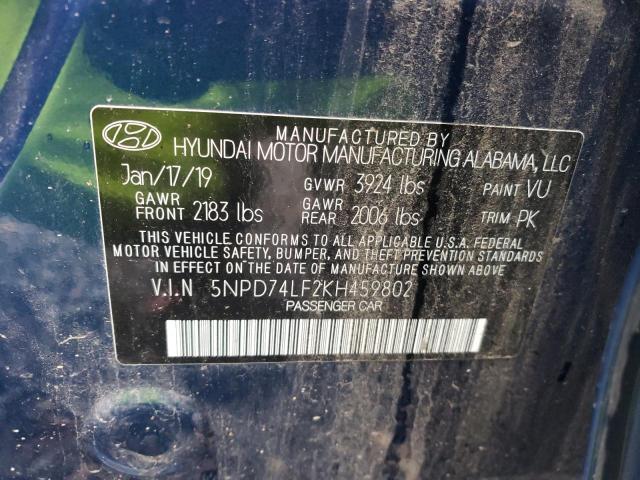 MANUFACTURED BY
HYUNDAI MOTOR MANUFACTURING ALABAMA, LLC
Jan/17/19 GVWR 3924 lbs PAINT VU
GAWR FRONT 2183 lbs GAWR REAR 2006 lbs TRIM PK
THIS VEHICLE CONFORMS TO ALL APPLICABLE U.S.A. FEDERAL
MOTOR VEHICLE SAFETY, BUMPER, AND THEFT PREVENTION STANDARDS
IN EFFECT ON THE DATE OF MANUFACTURE SHOWN ABOVE
V.I.N 5NPD74LF2KH459802
PASSENGER CAR